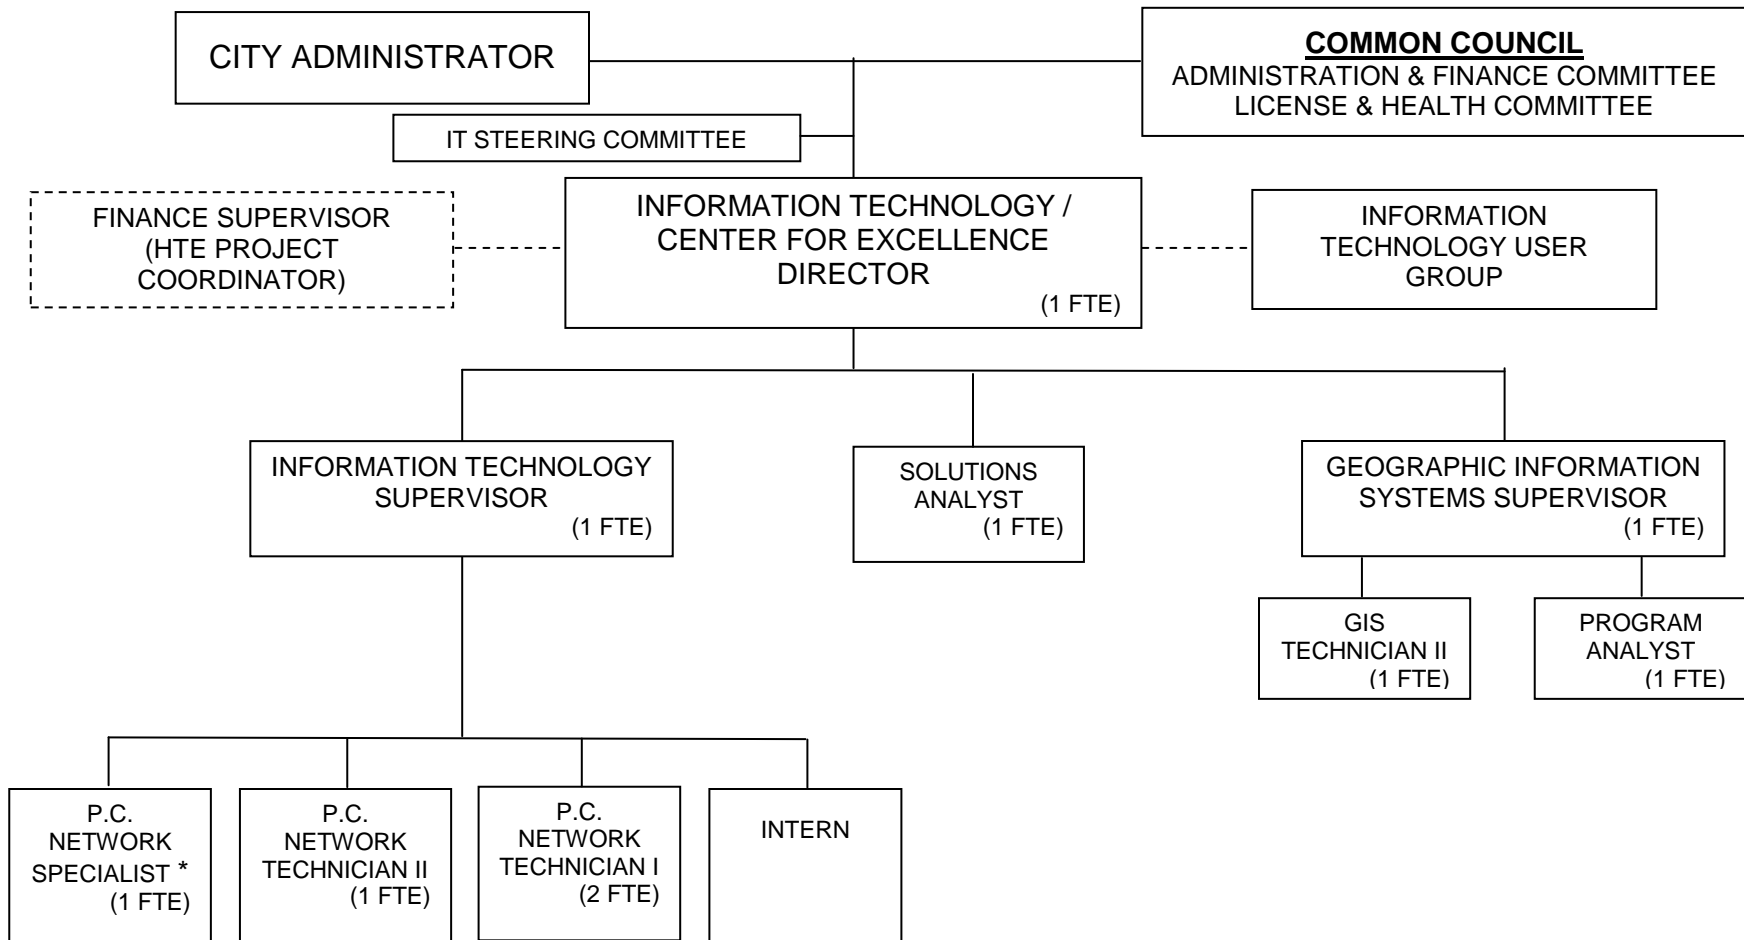 CITY ADMINISTRATOR
COMMON COUNCIL
ADMINISTRATION & FINANCE COMMITTEE
LICENSE & HEALTH COMMITTEE
IT STEERING COMMITTEE
FINANCE SUPERVISOR
(HTE PROJECT
COORDINATOR)
INFORMATION TECHNOLOGY /
CENTER FOR EXCELLENCE
DIRECTOR
(1 FTE)
INFORMATION
TECHNOLOGY USER
GROUP
INFORMATION TECHNOLOGY
SUPERVISOR
(1 FTE)
SOLUTIONS
ANALYST
(1 FTE)
GEOGRAPHIC INFORMATION
SYSTEMS SUPERVISOR
(1 FTE)
GIS
TECHNICIAN II
(1 FTE)
PROGRAM
ANALYST
(1 FTE)
P.C.
NETWORK
SPECIALIST *
(1 FTE)
P.C.
NETWORK
TECHNICIAN II
(1 FTE)
P.C.
NETWORK
TECHNICIAN I
(2 FTE)
INTERN